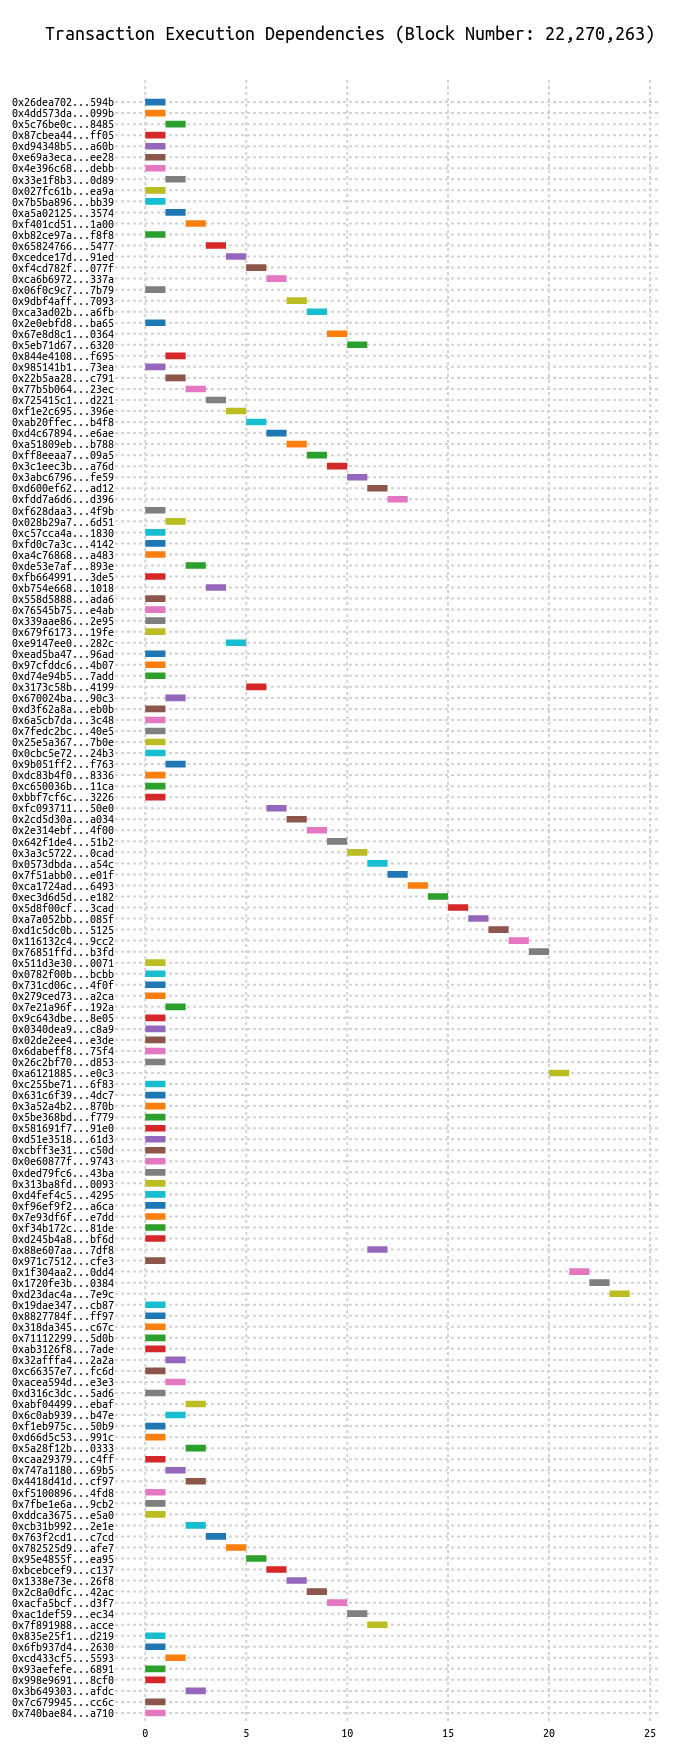 Transaction Execution Dependencies (Block Number: 22,270,263)
0x26dea702...594b
0x4dd573da...099b
0x5c76be0c...8485
0x87cbea44...ff05
0xd94348b5...a60b
0xe69a3eca...ee28
0x4e396c68...debb
0x33e1f8b3...0d89
0x027fc61b...ea9a
0x7b5ba896...bb39
0xa5a02125...3574
0xf401cd51...1a00
0xb82ce97a...f8f8
0x65824766...5477
0xcedce17d...91ed
0xf4cd782f...077f
0xca6b6972...337a
0x06f0c9c7...7b79
0x9dbf4aff...7093
0xca3ad02b...a6fb
0x2e0ebfd8...ba65
0x67e8d8c1...0364
0x5eb71d67...6320
0x844e4108...f695
0x985141b1...73ea
0x22b5aa28...c791
0x77b5b064...23ec
0x725415c1...d221
0xf1e2c695...396e
0xab20ffec...b4f8
0xd4c67894...e6ae
0xa51809eb...b788
0xff8eeaa7...09a5
0x3c1eec3b...a76d
0x3abc6796...fe59
0xd600ef62...ad12
0xfdd7a6d6...d396
0xf628daa3...4f9b
0x028b29a7...6d51
0xc57cca4a...1830
0xfd0c7a3c...4142
0xa4c76868...a483
0xde53e7af...893e
0xfb664991...3de5
0xb754e668...1018
0x558d5888...ada6
0x76545b75...e4ab
0x339aae86...2e95
0x679f6173...19fe
0xe9147ee0...282c
0xead5ba47...96ad
0x97cfddc6...4b07
0xd74e94b5...7add
0x3173c58b...4199
0x670024ba...90c3
0xd3f62a8a...eb0b
0x6a5cb7da...3c48
0x7fedc2bc...40e5
0x25e5a367...7b0e
0x0cbc5e72...24b3
0x9b051ff2...f763
0xdc83b4f0...8336
0xc650036b...11ca
0xbbf7cf6c...3226
0xfc093711...50e0
0x2cd5d30a...a034
0x2e314ebf...4f00
0x642f1de4...51b2
0x3a3c5722...0cad
0x0573dbda...a54c
0x7f51abb0...e01f
0xca1724ad...6493
0xec3d6d5d...e182
0x5d8f00cf...3cad
0xa7a052bb...085f
0xd1c5dc0b...5125
0x116132c4...9cc2
0x76851ffd...b3fd
0x511d3e30...0071
0x0782f00b...bcbb
0x731cd06c...4f0f
0x279ced73...a2ca
0x7e21a96f...192a
0x9c643dbe...8e05
0x0340dea9...c8a9
0x02de2ee4...e3de
0x6dabeff8...75f4
0x26c2bf70...d853
0xa6121885...e0c3
0xc255be71...6f83
0x631c6f39...4dc7
0x3a52a4b2...870b
0x5be368bd...f779
0x581691f7...91e0
0xd51e3518...61d3
0xcbff3e31...c50d
0x0e60877f...9743
0xded79fc6...43ba
0x313ba8fd...0093
0xd4fef4c5...4295
0xf96ef9f2...a6ca
0x7e93df6f...e7dd
0xf34b172c...81de
0xd245b4a8...bf6d
0x88e607aa...7df8
0x971c7512...cfe3
0x1f304aa2...0dd4
0x1720fe3b...0384
0xd23dac4a...7e9c
0x19dae347...cb87
0x8827784f...ff97
0x318da345...c67c
0x71112299...5d0b
0xab3126f8...7ade
0x32afffa4...2a2a
0xc66357e7...fc6d
0xacea594d...e3e3
0xd316c3dc...5ad6
0xabf04499...ebaf
0x6c0ab939...b47e
0xf1eb975c...50b9
0xd66d5c53...991c
0x5a28f12b...0333
0xcaa29379...c4ff
0x747a1180...69b5
0x4418d41d...cf97
0xf5100896...4fd8
0x7fbe1e6a...9cb2
0xddca3675...e5a0
0xcb31b992...2e1e
0x763f2cd1...c7cd
0x782525d9...afe7
0x95e4855f...ea95
0xbcebcef9...c137
0x1338e73e...26f8
0x2c8a0dfc...42ac
0xacfa5bcf...d3f7
0xac1def59...ec34
0x7f891988...acce
0x835e25f1...d219
0x6fb937d4...2630
0xcd433cf5...5593
0x93aefefe...6891
0x998e9691...8cf0
0x3b649303...afdc
0x7c679945...cc6c
0x740bae84...a710
0 5 10 15 20 25